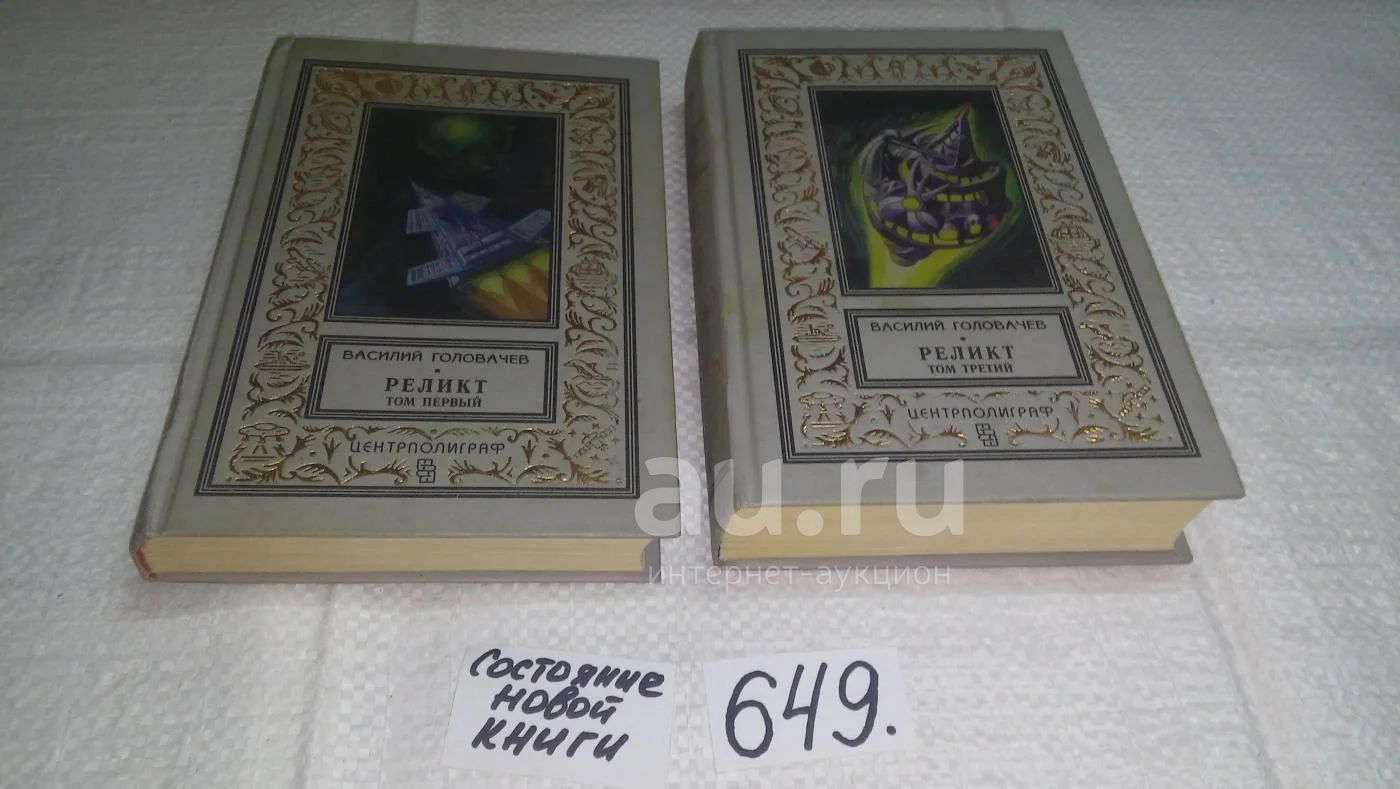 ВАСИЛИЙ ГОЛОВАЧЕВ
РЕЛИКТ
ТОМ ПЕРВЫЙ
ЦЕНТРПОЛИГРАФ
ВАСИЛИЙ ГОЛОВАЧЕВ
РЕЛИКТ
ТОМ ТРЕТИЙ
ЦЕНТРПОЛИГРАФ
au.ru
интернет-аукцион
СОСТОЯНИЕ
НОВОЙ
КНИГИ
649.